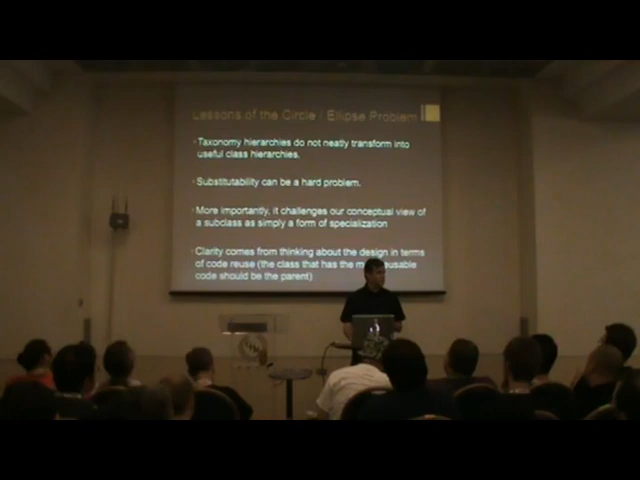 Lessons of the Circle / Ellipse Problem
Taxonomy hierarchies do not neatly transform into
useful class hierarchies.
Substitutability can be a hard problem.
More importantly, it challenges our conceptual view of
a subclass as simply a form of specialization
Clarity comes from thinking about the design in terms
of code reuse (the class that has the reusable
code should be the parent)